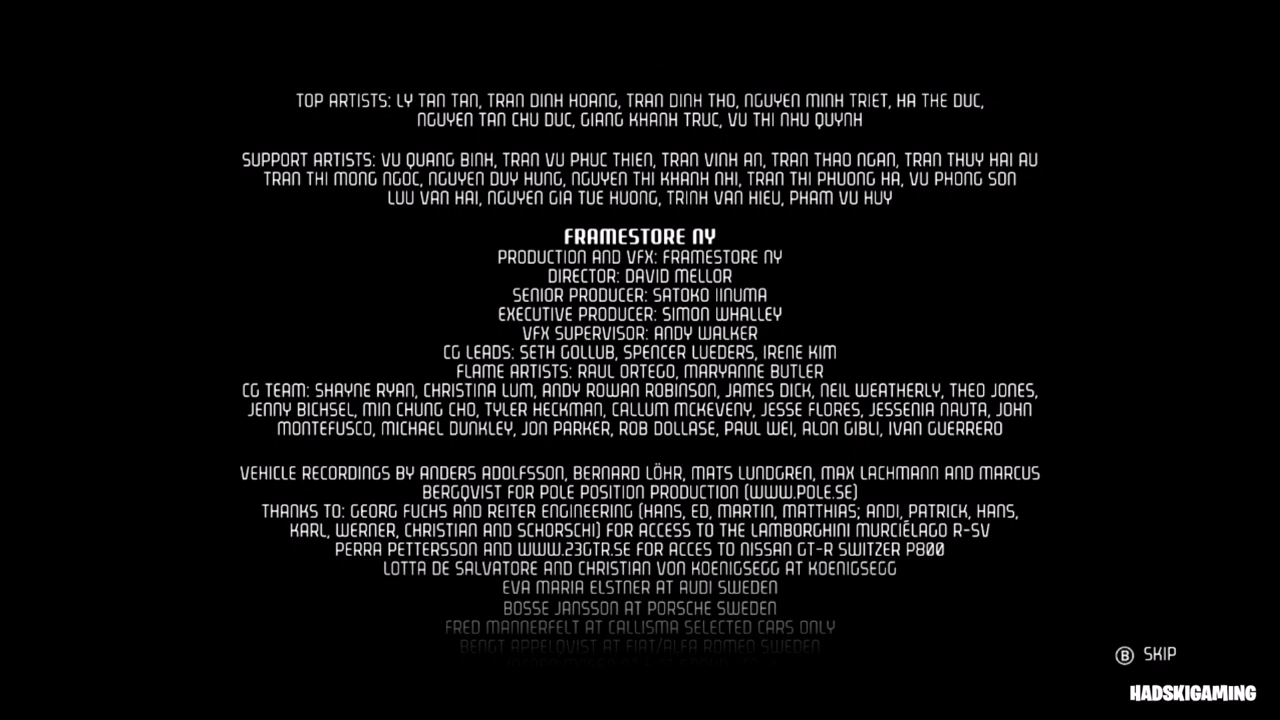 TOP ARTISTS: LY TAN TAN, TRAN DINH HOANG, TRAN DINH THO, NGUYEN MINH TRIET, HA THE DUC,
NGUYEN TAN CHU DUC, GIANG KHANH TRUC, VU THI NHU QUYNH
SUPPORT ARTISTS: VU QUANG BINH, TRAN VU PHUC THIEN, TRAN VINH AN, TRAN THAO NGAN, TRAN THUY HAI AU
TRAN THI MONG NGOC, NGUYEN DUY HUNG, NGUYEN THI KHANH NHI, TRAN THI PHUONG HA, VU PHONG SON
LUU VAN HAI, NGUYEN GIA TUE HUONG, TRINH VAN HIEU, PHAM VU HUY
FRAMESTORE NY
PRODUCTION AND VFX: FRAMESTORE NY
DIRECTOR: DAVID MELLOR
SENIOR PRODUCER: SATOKO IINUMA
EXECUTIVE PRODUCER: SIMON WHALLEY
VFX SUPERVISOR: ANDY WALKER
CG LEADS: SETH GOLLUB, SPENCER LUEDERS, IRENE KIM
FLAME ARTISTS: RAUL ORTEGO, MARYANNE BUTLER
CG TEAM: SHAYNE RYAN, CHRISTINA LUM, ANDY ROWAN ROBINSON, JAMES DICK, NEIL WEATHERLY, THEO JONES,
JENNY BICHSEL, MIN CHUNG CHO, TYLER HECKMAN, CALLUM MCKEVENY, JESSE FLORES, JESSENIA NAUTA, JOHN
MONTEFUSCO, MICHAEL DUNKLEY, JON PARKER, ROB DOLLASE, PAUL WEI, ALON GIBLI, IVAN GUERRERO
VEHICLE RECORDINGS BY ANDERS ADOLFSSON, BERNARD LÖHR, MATS LUNDGREN, MAX LACHMANN AND MARCUS
BERGQVIST FOR POLE POSITION PRODUCTION (WWW.POLE.SE)
THANKS TO: GEORG FUCHS AND REITER ENGINEERING (HANS, ED, MARTIN, MATTHIAS; ANDI, PATRICK, HANS,
KARL, WERNER, CHRISTIAN AND SCHORSCHI) FOR ACCESS TO THE LAMBORGHINI MURCIÉLAGO R-SV
PERRA PETTERSSON AND WWW.23GTR.SE FOR ACCES TO NISSAN GT-R SWITZER P800
LOTTA DE SALVATORE AND CHRISTIAN VON KOENIGSEGG AT KOENIGSEGG
EVA MARIA ELSTNER AT AUDI SWEDEN
BOSSE JANSSON AT PORSCHE SWEDEN
FRED MANNERFELT AT CALLISMA SELECTED CARS ONLY
BENGT APPELQVIST AT FIAT/ALFA ROMEO SWEDEN
B SKIP
HADSKIGAMING